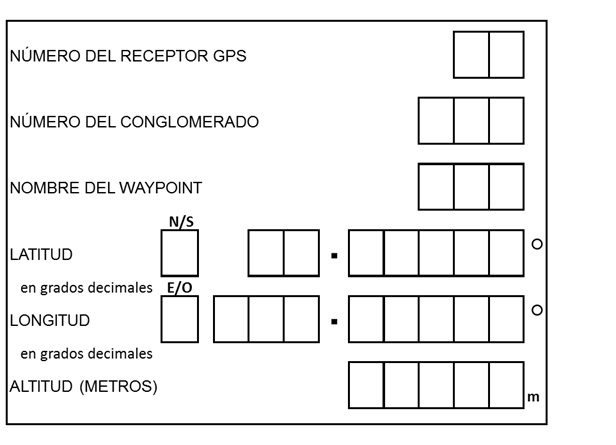 NÚMERO DEL RECEPTOR GPS
NÚMERO DEL CONGLOMERADO
NOMBRE DEL WAYPOINT
N/S
LATITUD . O
en grados decimales E/O
LONGITUD . O
en grados decimales
ALTITUD (METROS) m